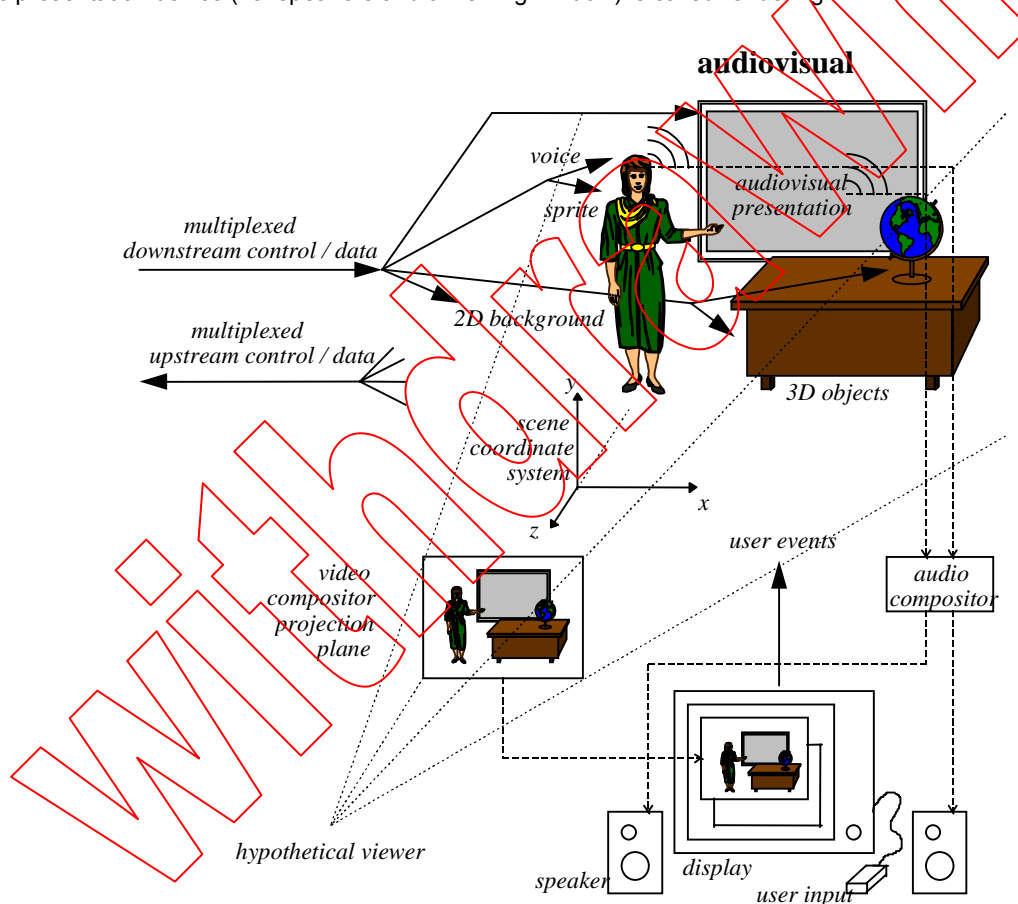 audiovisual
voice
audiovisual
presentation
sprite
multiplexed
downstream control / data
2D background
multiplexed
upstream control / data
3D objects
y
scene
coordinate
system
x
z
user events
video
compositor
projection
plane
audio
compositor
hypothetical viewer
display
speaker
user input
Withdrawn